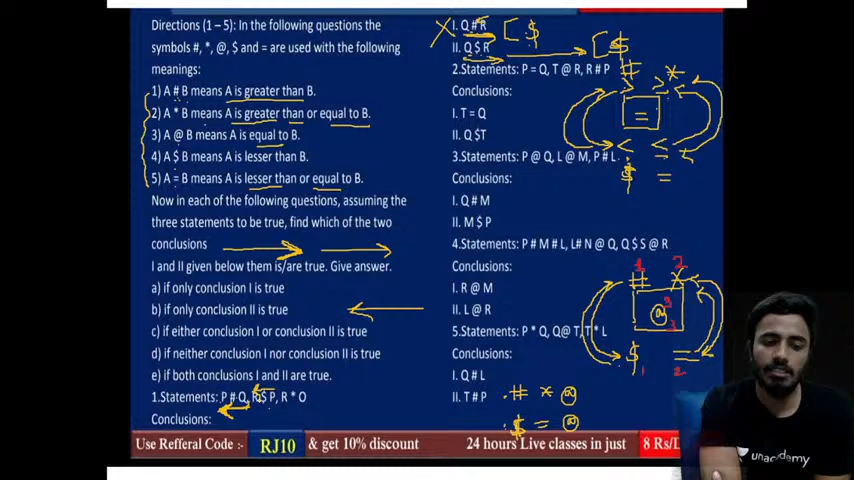 Directions (1 – 5): In the following questions the
symbols #, *, @, $ and = are used with the following
meanings:
1) A # B means A is greater than B.
2) A * B means A is greater than or equal to B.
3) A @ B means A is equal to B.
4) A $ B means A is lesser than B.
5) A = B means A is lesser than or equal to B.
Now in each of the following questions, assuming the
three statements to be true, find which of the two
conclusions
I and II given below them is/are true. Give answer.
a) if only conclusion I is true
b) if only conclusion II is true
c) if either conclusion I or conclusion II is true
d) if neither conclusion I nor conclusion II is true
e) if both conclusions I and II are true.
1.Statements: P # Q, R $ P, R * O
Conclusions:
I. Q # R [ $
II. Q $ R [ $
2.Statements: P = Q, T @ R, R # P
Conclusions:
I. T = Q
II. Q $T
3.Statements: P @ Q, L @ M, P # L
Conclusions:
I. Q # M
II. M $ P
4.Statements: P # M # L, L# N @ Q, Q $ S @ R
Conclusions:
I. R @ M
II. L @ R
5.Statements: P * Q, Q@ T, T * L
Conclusions:
I. Q # L
II. T # P
# *
> ≥
=
< ≤
$ =
1 2
# *
@ 3
3
$ =
1 2
# * @
$ = @
Use Refferal Code :- RJ10 & get 10% discount 24 hours Live classes in just 8 Rs/
unacademy